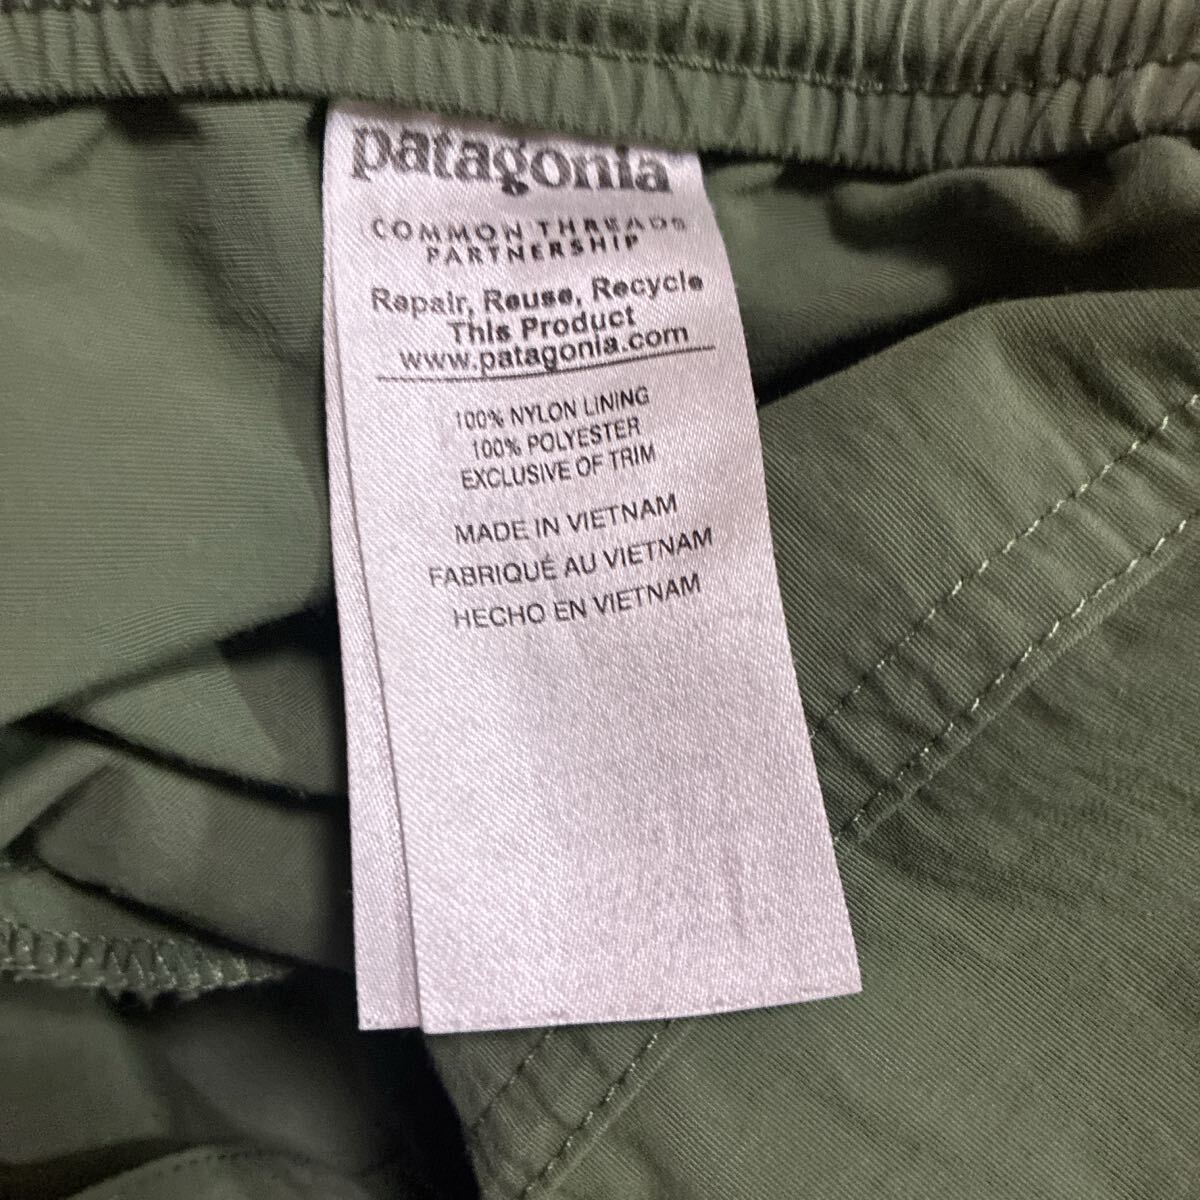 patagonia
COMMON THREADS
PARTNERSHIP
Repair, Reuse, Recycle
This Product
www.patagonia.com
100% NYLON LINING
100% POLYESTER
EXCLUSIVE OF TRIM
MADE IN VIETNAM
FABRIQUÉ AU VIETNAM
HECHO EN VIETNAM